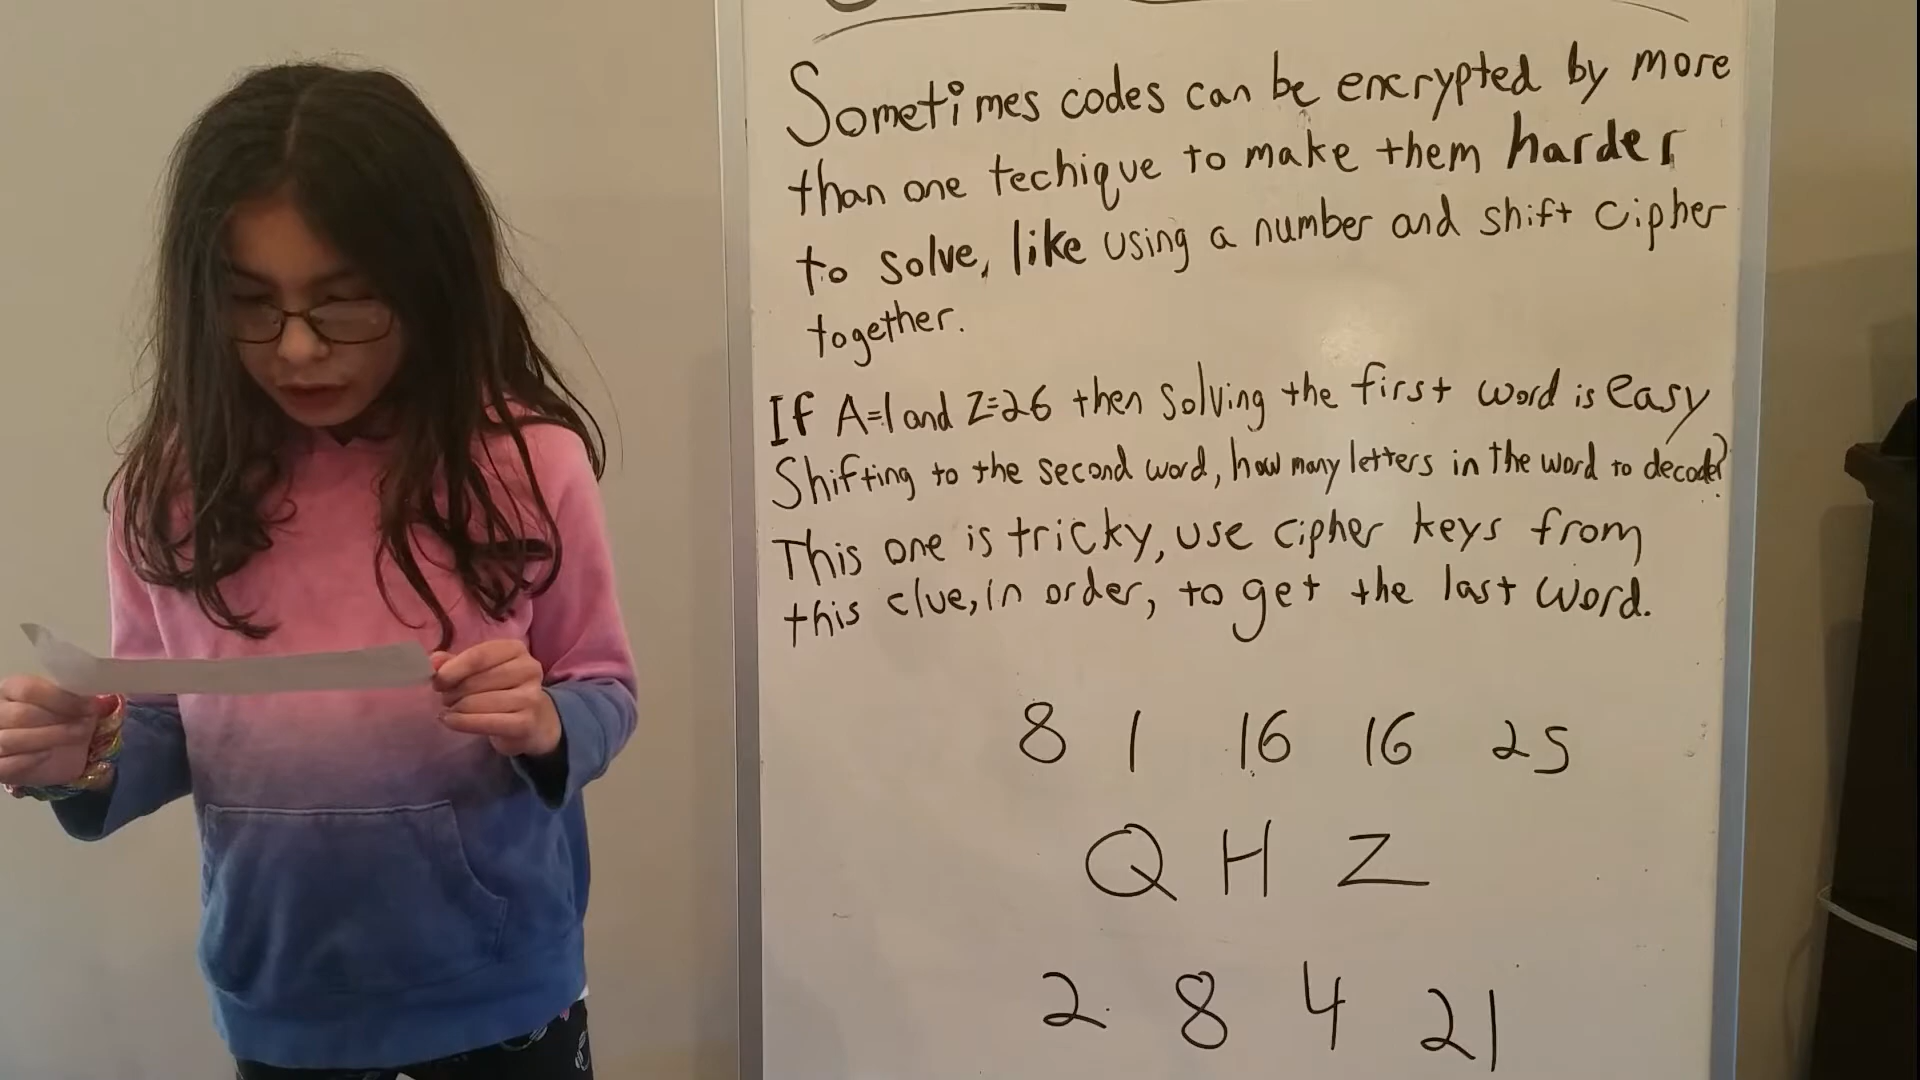 Sometimes codes can be encrypted by more
than one techique to make them harder
to solve, like using a number and shift cipher
together.
If A=1 and Z=26 then solving the first word is easy
Shifting to the second word, how many letters in the word to decode?
This one is tricky, use cipher keys from
this clue, in order, to get the last word.
8 1 16 16 25
Q H Z
2 8 4 21